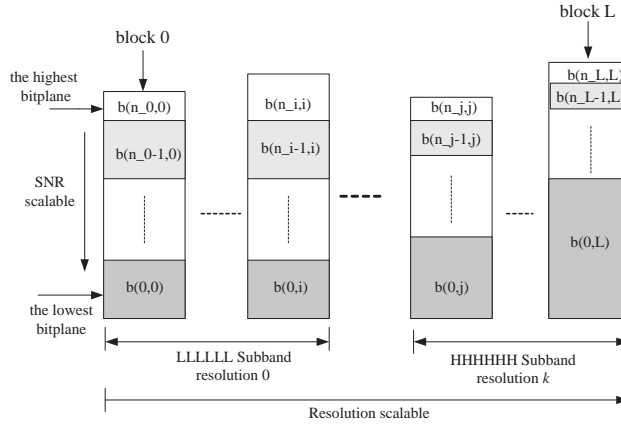 block 0
block L
the highest
bitplane
b(n_0,0)
b(n_i,i)
b(n_j,j)
b(n_L,L)
b(n_L-1,L
b(n_0-1,0)
b(n_i-1,i)
b(n_j-1,j)
SNR
scalable
b(0,0)
b(0,i)
b(0,j)
b(0,L)
the lowest
bitplane
LLLLLL Subband
resolution 0
HHHHHH Subband
resolution k
Resolution scalable